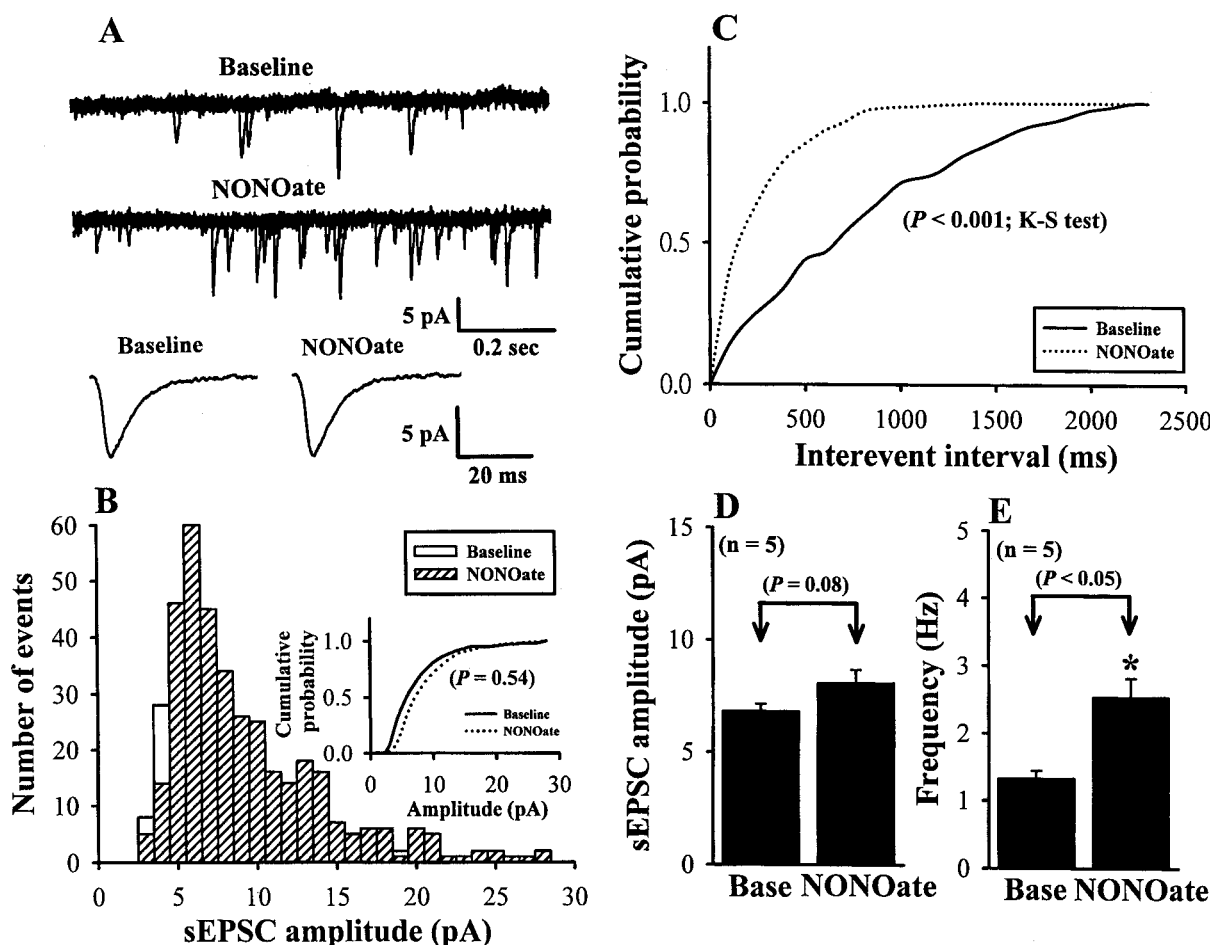 A
Baseline
NONOate
5 pA
0.2 sec
Baseline
NONOate
5 pA
20 ms
B
60
50
40
30
20
10
0
Number of events
0
5
10
15
20
25
30
sEPSC amplitude (pA)
Baseline
NONOate
1.0
0.5
0.0
Cumulative
probability
(P = 0.54)
Baseline
NONOate
0
10
20
30
Amplitude (pA)
C
1.0
0.5
0.0
Cumulative probability
(P < 0.001; K-S test)
Baseline
NONOate
0
500
1000
1500
2000
2500
Interevent interval (ms)
D
15
10
5
0
sEPSC amplitude (pA)
(n = 5)
(P = 0.08)
Base NONOate
E
5
4
3
2
1
0
Frequency (Hz)
(n = 5)
(P < 0.05)
*
Base NONOate